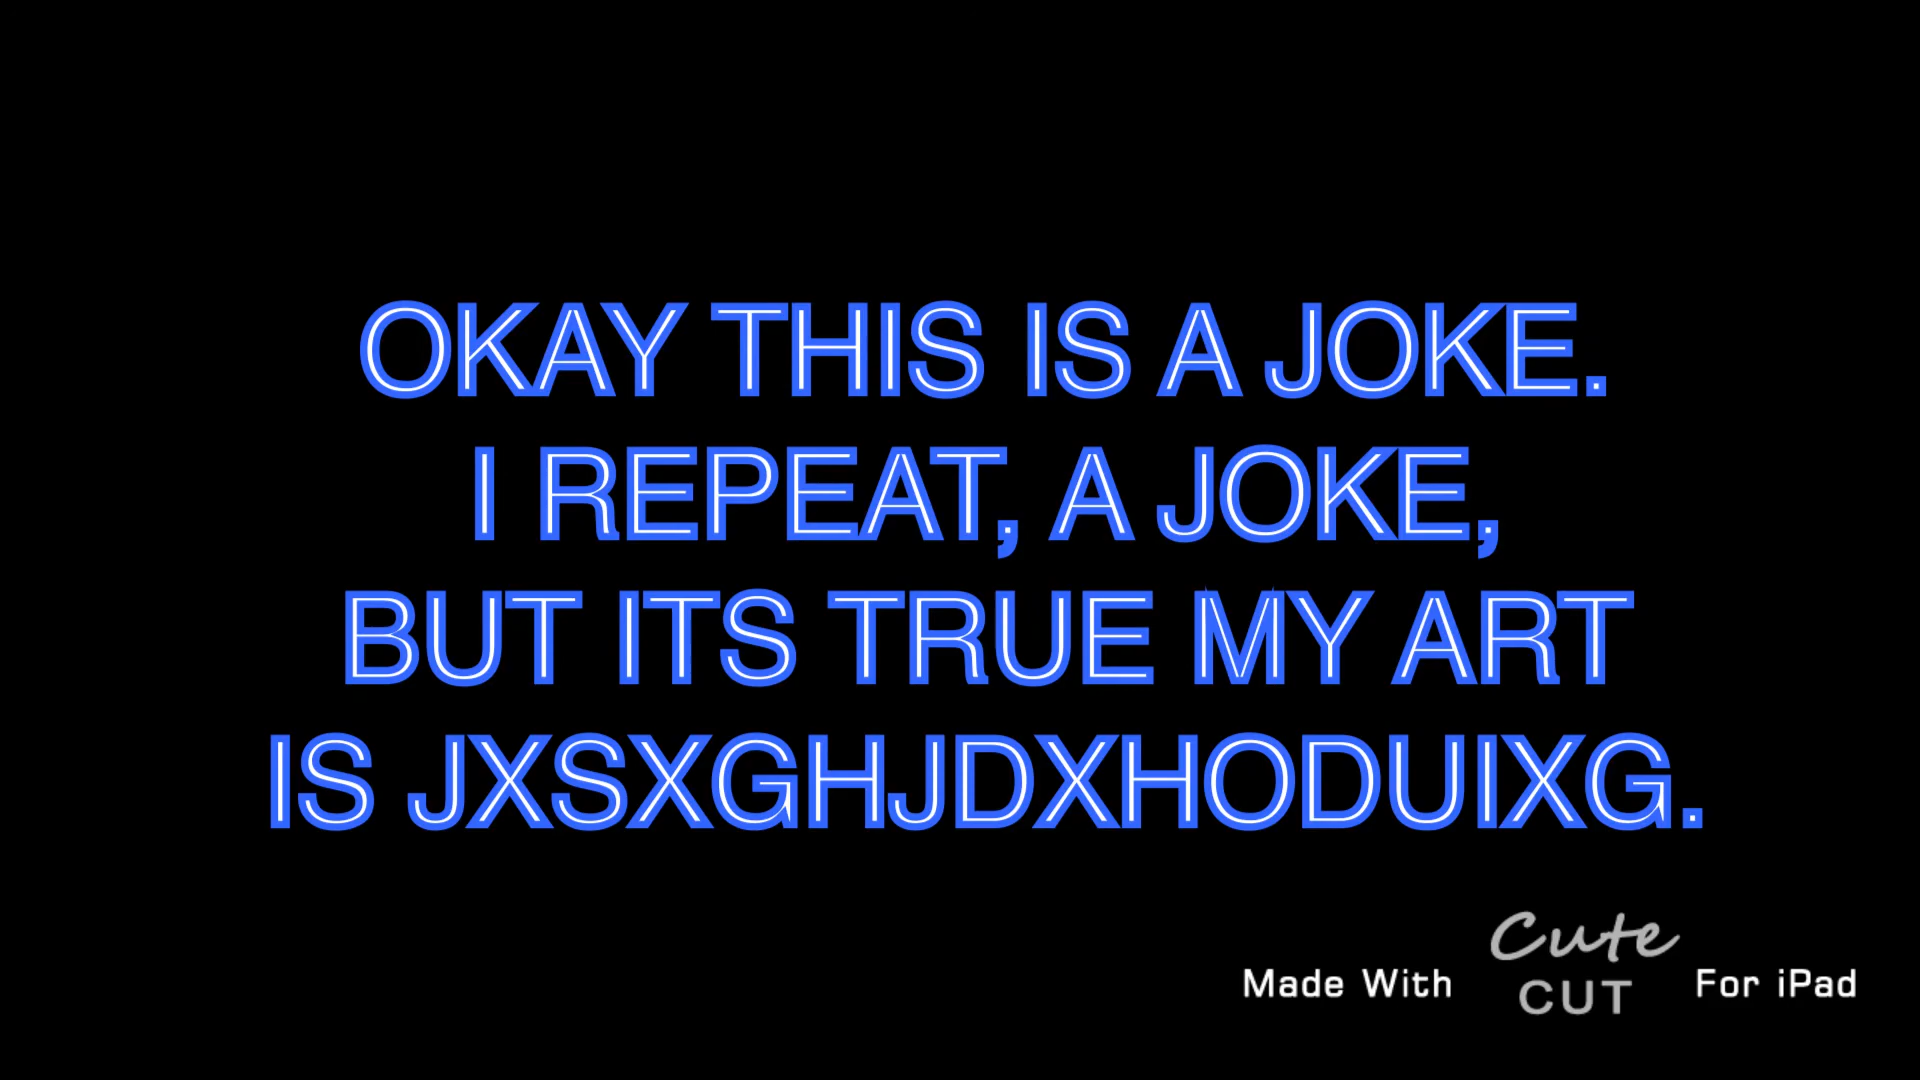 OKAY THIS IS A JOKE.
I REPEAT, A JOKE,
BUT ITS TRUE MY ART
IS JXSXGHJDXHODUIXG.
Made With Cute CUT For iPad